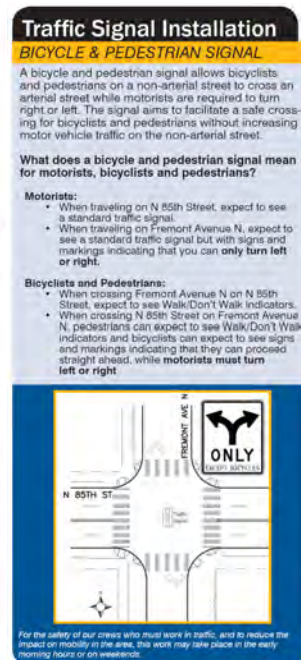 Traffic Signal Installation
BICYCLE & PEDESTRIAN SIGNAL
A bicycle and pedestrian signal allows bicyclists
and pedestrians on a non-arterial street to cross an
arterial street while motorists are required to turn
right or left. The signal aims to facilitate a safe cross-
ing for bicyclists and pedestrians without increasing
motor vehicle traffic on the non-arterial street.
What does a bicycle and pedestrian signal mean
for motorists, bicyclists and pedestrians?
Motorists:
• When traveling on N 85th Street, expect to see
a standard traffic signal.
• When traveling on Fremont Avenue N, expect to
see a standard traffic signal but with signs and
markings indicating that you can only turn left
or right.
Bicyclists and Pedestrians:
• When crossing Fremont Avenue N on N 85th
Street, expect to see Walk/Don't Walk indicators.
• When crossing N 85th Street on Fremont Avenue
N, pedestrians can expect to see Walk/Don't Walk
indicators and bicyclists can expect to see signs
and markings indicating that they can proceed
straight ahead, while motorists must turn
left or right
FREMONT AVE N
ONLY
EXCEPT BICYCLES
N 85TH ST
For the safety of our crews who must work in traffic, and to reduce the
impact on mobility in the area, this work may take place in the early
morning hours or on weekends.